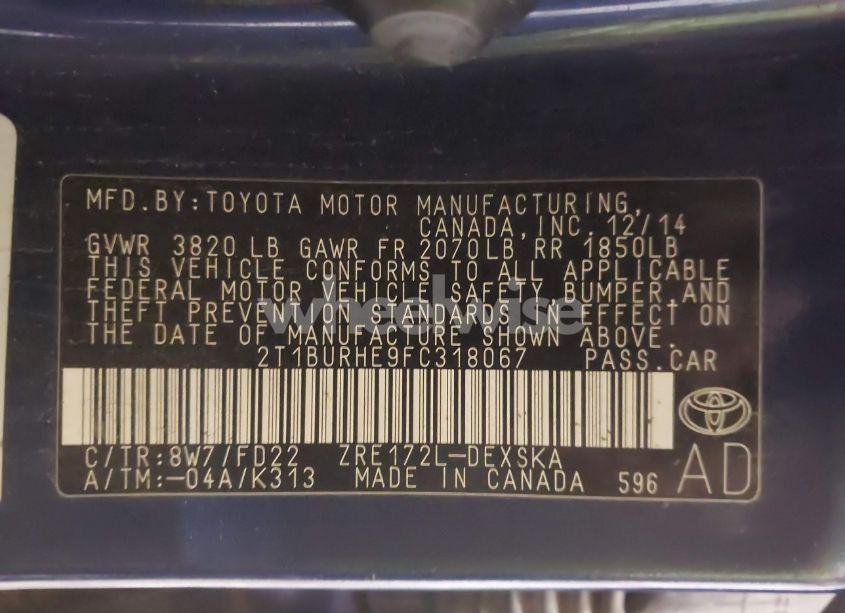 MFD.BY:TOYOTA MOTOR MANUFACTURING,
CANADA,INC. 12/14
GVWR 3820 LB GAWR FR 2070LB RR 1850LB
THIS VEHICLE CONFORMS TO ALL APPLICABLE
FEDERAL MOTOR VEHICLE SAFETY, BUMPER,AND
THEFT PREVENTION STANDARDS IN EFFECT ON
THE DATE OF MANUFACTURE SHOWN ABOVE.
wheelwise
2T1BURHE9FC318067 PASS.CAR
C/TR:8W7/FD22 ZRE172L-DEXSKA
A/TM:-04A/K313 MADE IN CANADA 596 AD